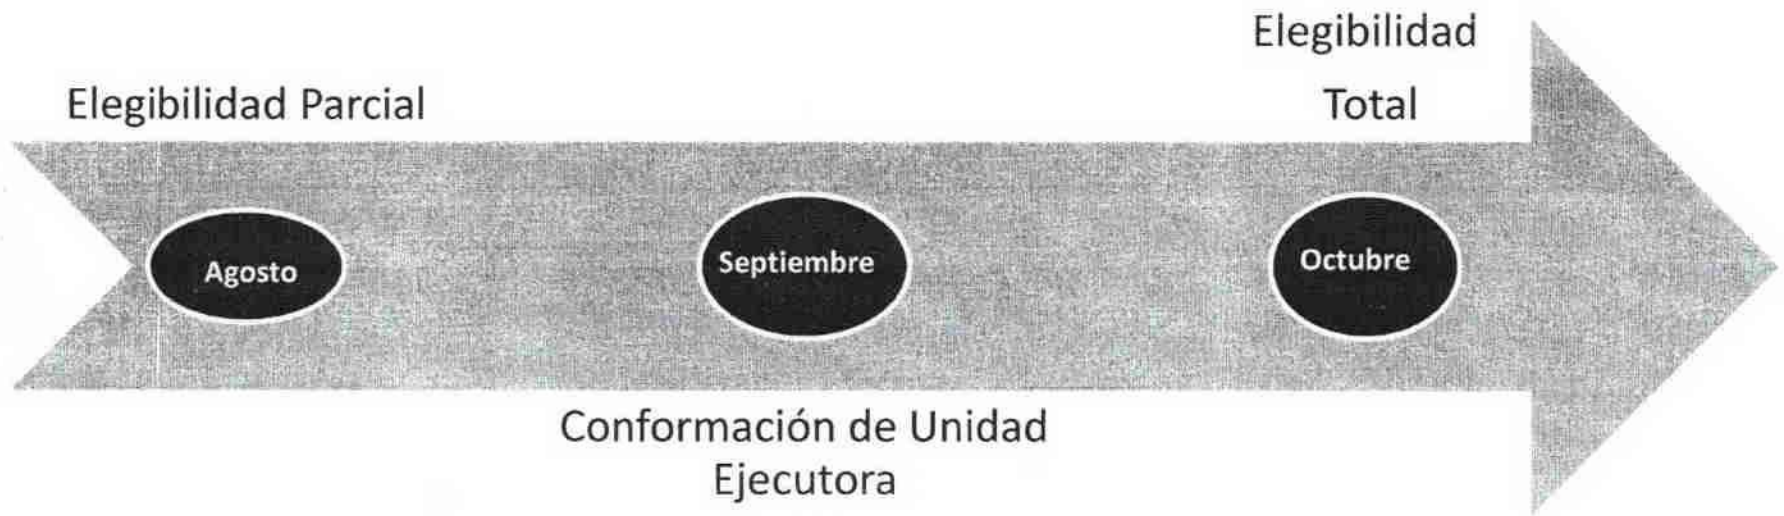 Elegibilidad
Total
Elegibilidad Parcial
Agosto
Septiembre
Octubre
Conformación de Unidad
Ejecutora